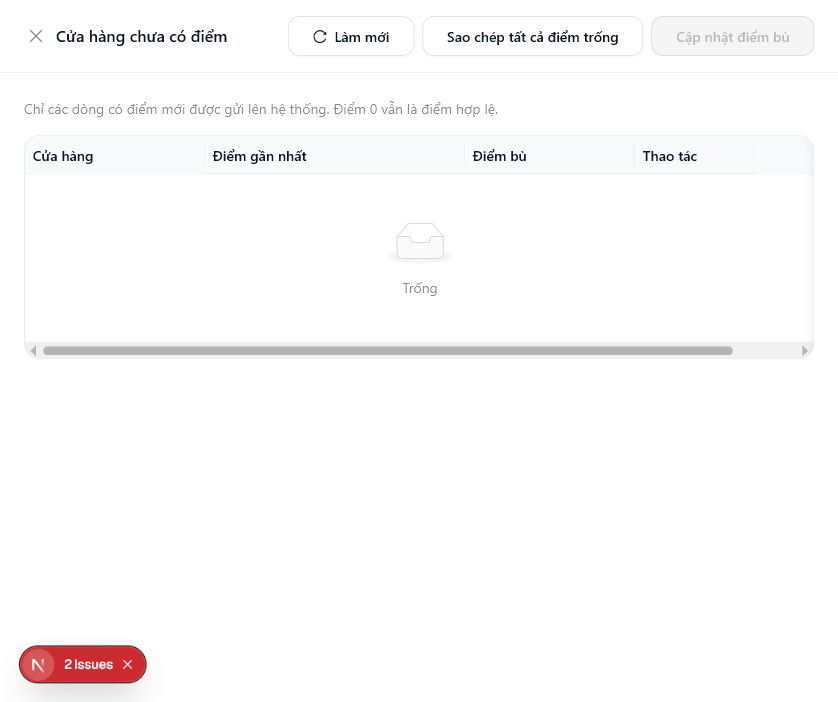 Cửa hàng chưa có điểm
Làm mới
Sao chép tất cả điểm trống
Cập nhật điểm bù
Chỉ các dòng có điểm mới được gửi lên hệ thống. Điểm 0 vẫn là điểm hợp lệ.
Cửa hàng Điểm gần nhất Điểm bù Thao tác
Trống
N 2 Issues